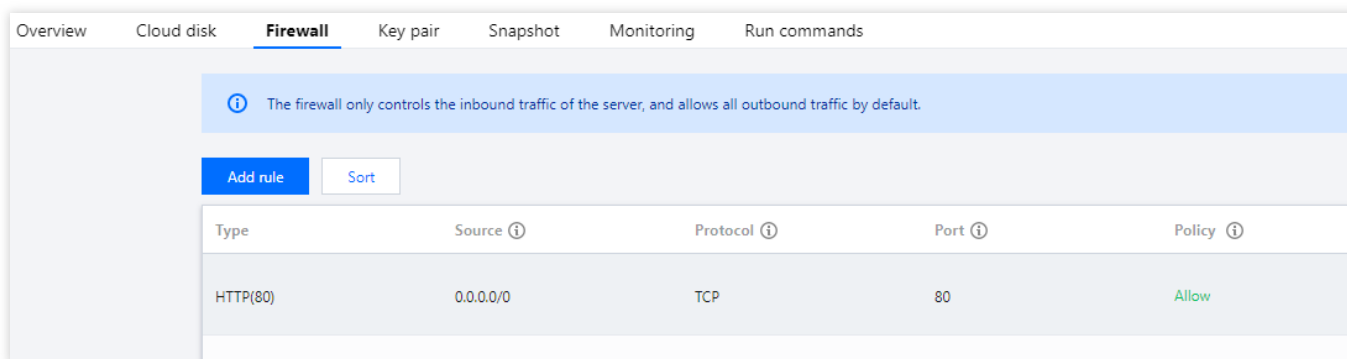 Overview Cloud disk Firewall Key pair Snapshot Monitoring Run commands
The firewall only controls the inbound traffic of the server, and allows all outbound traffic by default.
Add rule Sort
Type Source Protocol Port Policy
HTTP(80) 0.0.0.0/0 TCP 80 Allow